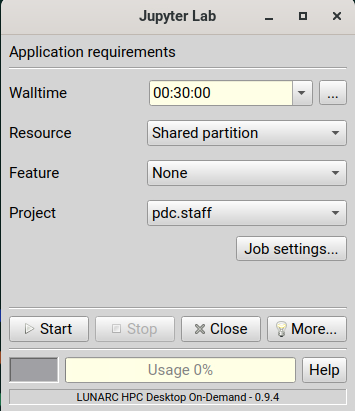 Jupyter Lab
Application requirements
Walltime 00:30:00 ...
Resource Shared partition
Feature None
Project pdc.staff
Job settings...
Start Stop Close More...
Usage 0% Help
LUNARC HPC Desktop On-Demand - 0.9.4